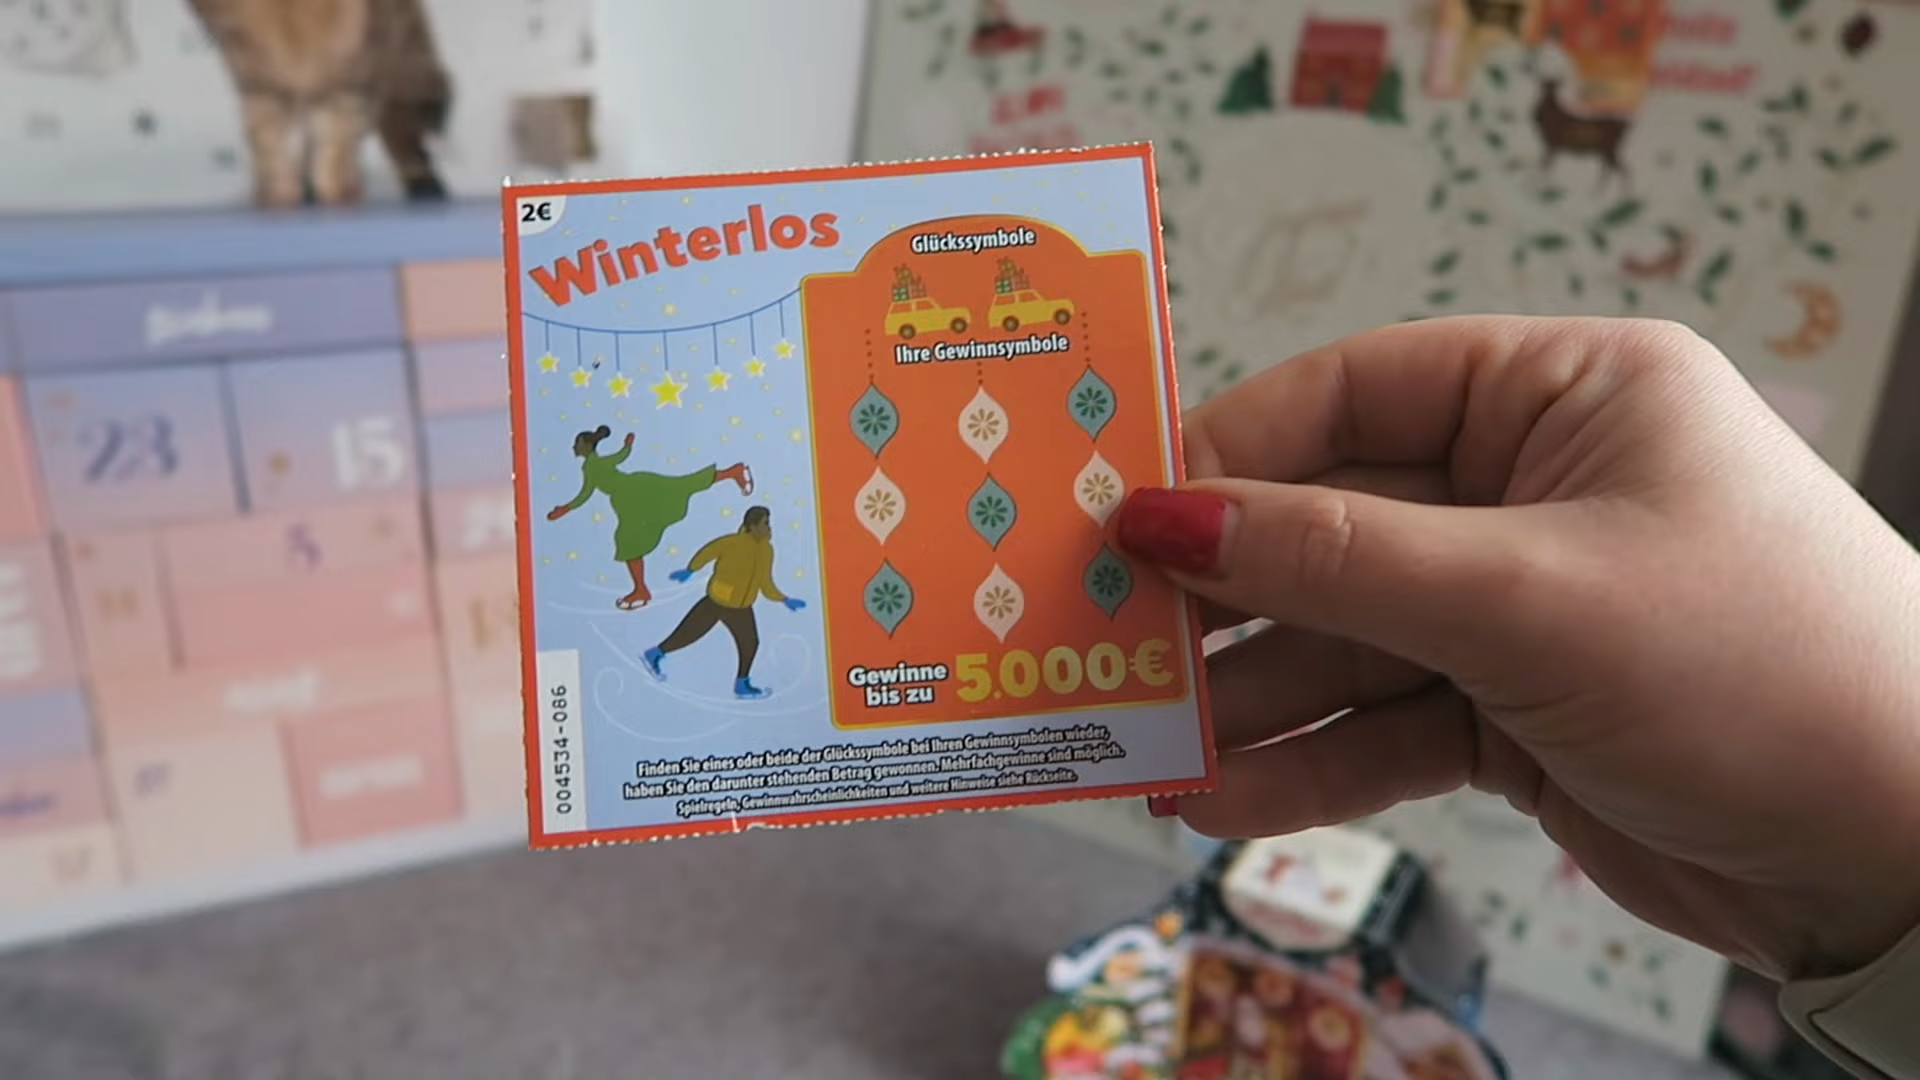 2€
Winterlos
Glückssymbole
Ihre Gewinnsymbole
Gewinne
bis zu
5.000€
Finden Sie eines oder beide der Glückssymbole bei Ihren Gewinnsymbolen wieder,
haben Sie den darunter stehenden Betrag gewonnen. Mehrfachgewinne sind möglich.
Spielregeln, Gewinnwahrscheinlichkeiten und weitere Hinweise siehe Rückseite.
004534-086
23
15